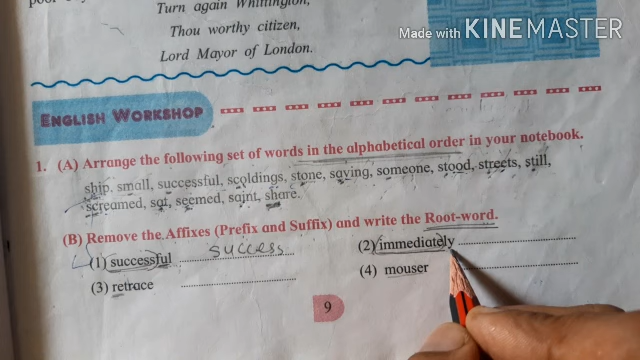 Turn again Whittington,
Thou worthy citizen,
Lord Mayor of London.
Made with KINEMASTER
ENGLISH WORKSHOP
1. (A) Arrange the following set of words in the alphabetical order in your notebook.
ship, small, successful, scoldings, stone, saving, someone, stood, streets, still,
screamed, sat, seemed, saint, share.
(B) Remove the Affixes (Prefix and Suffix) and write the Root-word.
(1) successful success (2) immediately
(3) retrace (4) mouser
9